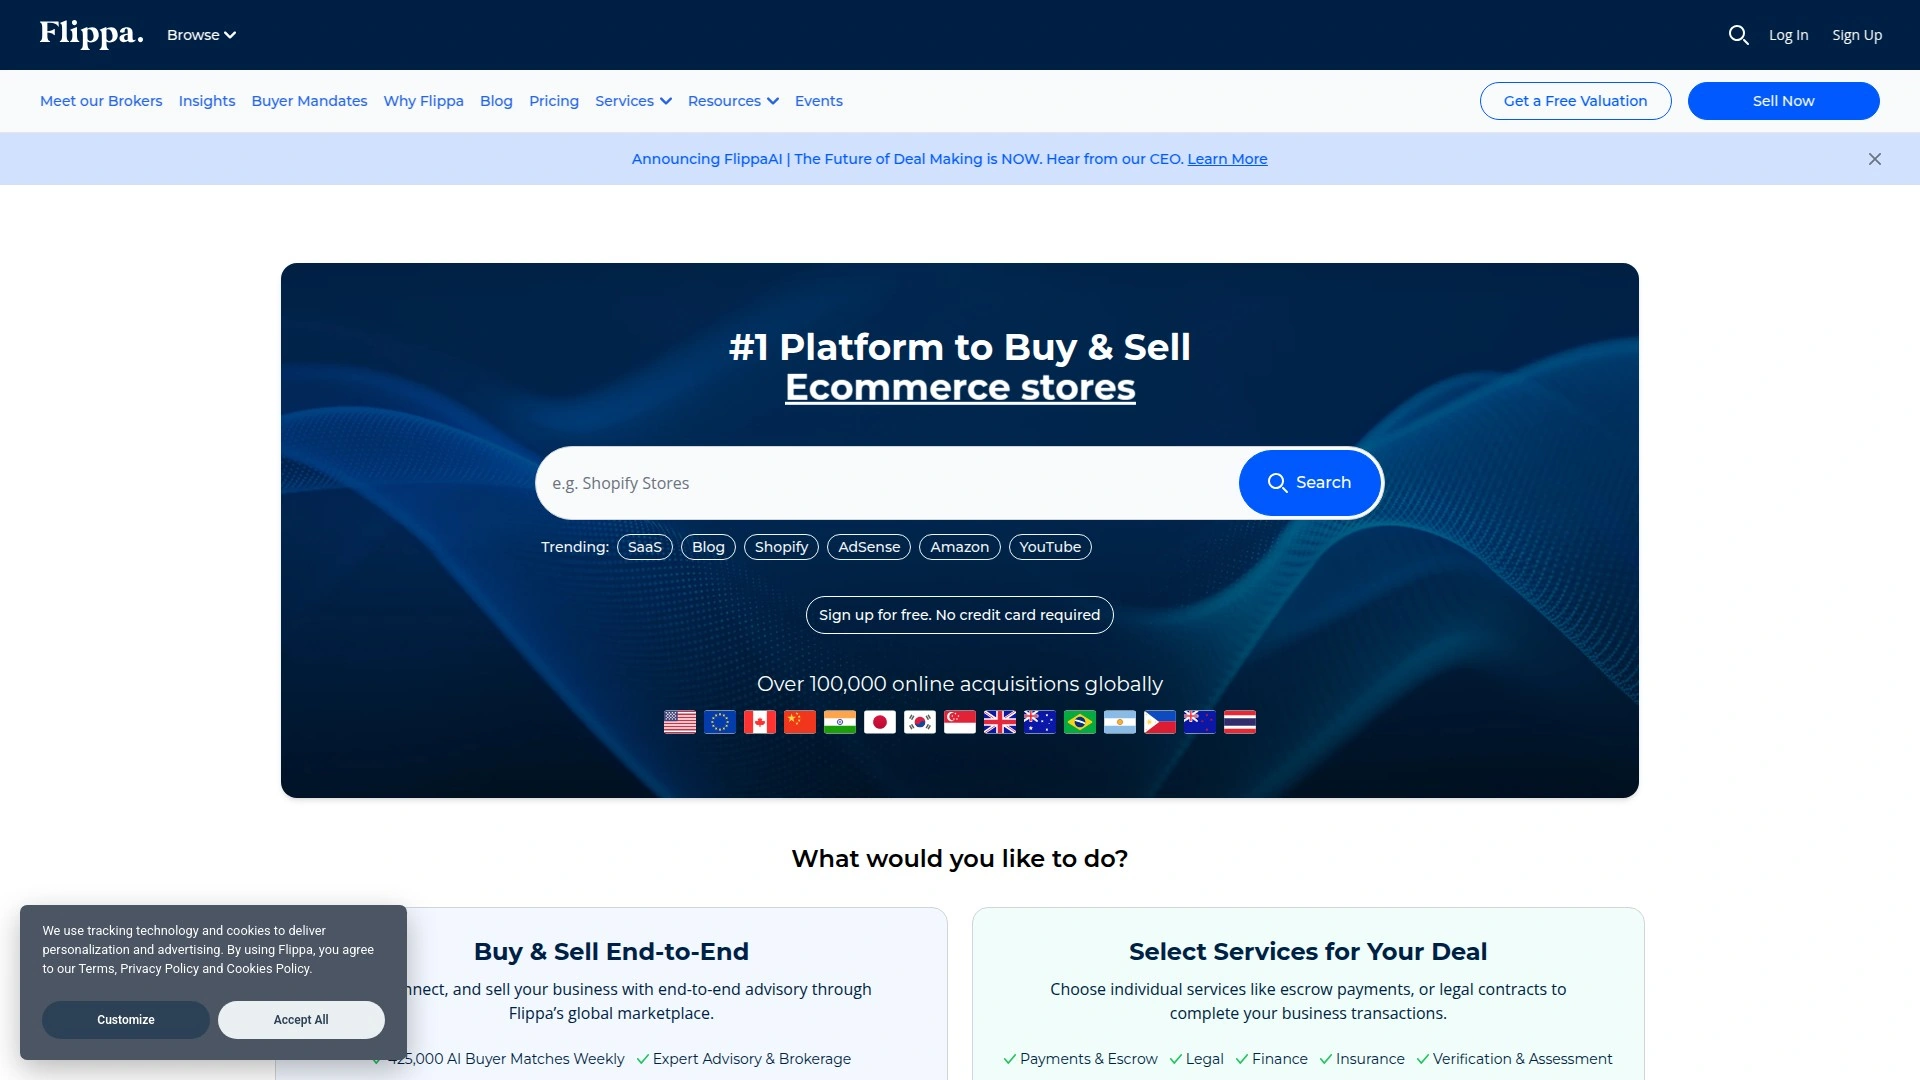 Flippa.
Browse
Log In
Sign Up
Meet our Brokers
Insights
Buyer Mandates
Why Flippa
Blog
Pricing
Services
Resources
Events
Get a Free Valuation
Sell Now
Announcing FlippaAI | The Future of Deal Making is NOW. Hear from our CEO. Learn More
#1 Platform to Buy & Sell
Ecommerce stores
e.g. Shopify Stores
Search
Trending:
SaaS
Blog
Shopify
AdSense
Amazon
YouTube
Sign up for free. No credit card required
Over 100,000 online acquisitions globally
What would you like to do?
Buy & Sell End-to-End
and sell your business with end-to-end advisory through
Flippa’s global marketplace.
425,000 AI Buyer Matches Weekly
Expert Advisory & Brokerage
Select Services for Your Deal
Choose individual services like escrow payments, or legal contracts to
complete your business transactions.
Payments & Escrow
Legal
Finance
Insurance
Verification & Assessment
We use tracking technology and cookies to deliver
personalization and advertising. By using Flippa, you agree
to our Terms, Privacy Policy and Cookies Policy.
Customize
Accept All